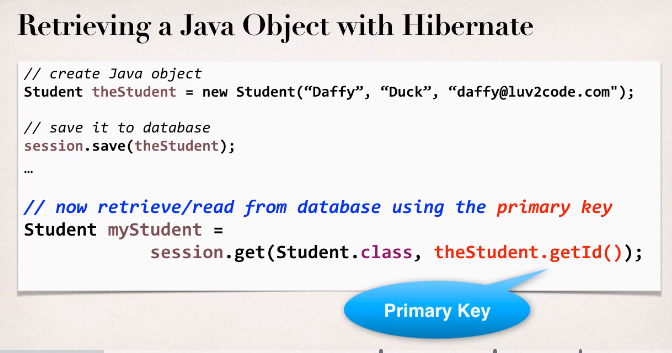 Retrieving a Java Object with Hibernate
// create Java object
Student theStudent = new Student(“Daffy”, “Duck”, “daffy@luv2code.com");
// save it to database
session.save(theStudent);
…
// now retrieve/read from database using the primary key
Student myStudent =
session.get(Student.class, theStudent.getId());
Primary Key